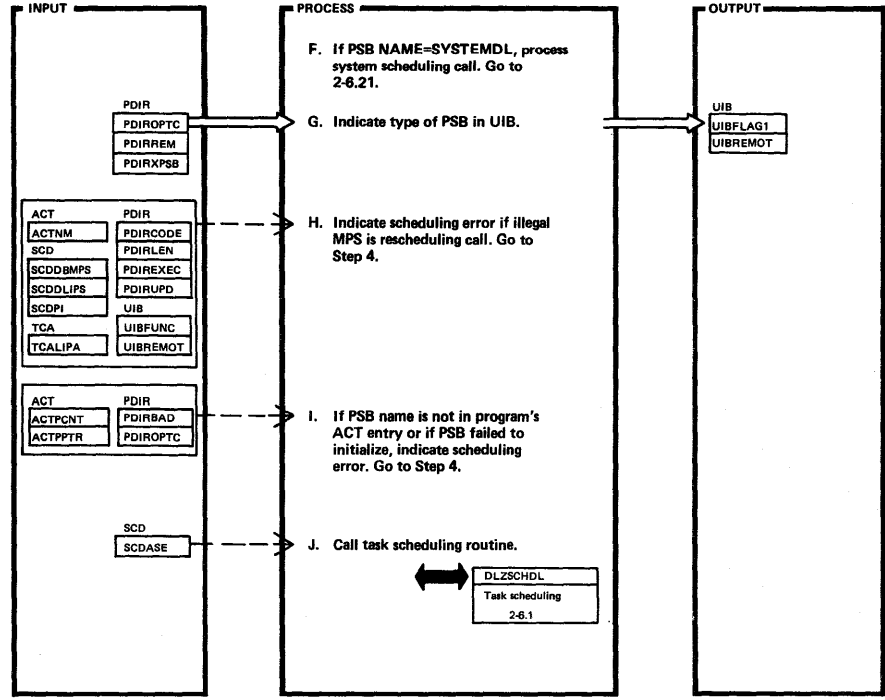 INPUT
PROCESS
OUTPUT
F. If PSB NAME=SYSTEMDL, process
system scheduling call. Go to
2-6.21.
PDIR
PDIROPTC
PDIRREM
PDIRXPSB
G. Indicate type of PSB in UIB.
UIB
UIBFLAG1
UIBREMOT
ACT
ACTNM
SCD
SCDDBMPS
SCDDLIPS
SCDPI
TCA
TCALIPA
PDIR
PDIRCODE
PDIRLEN
PDIREXEC
PDIRUPD
UIB
UIBFUNC
UIBREMOT
H. Indicate scheduling error if illegal
MPS is rescheduling call. Go to
Step 4.
ACT
ACTPCNT
ACTPPTR
PDIR
PDIRBAD
PDIROPTC
I. If PSB name is not in program's
ACT entry or if PSB failed to
initialize, indicate scheduling
error. Go to Step 4.
SCD
SCDASE
J. Call task scheduling routine.
DLZSCHDL
Task scheduling
2-6.1